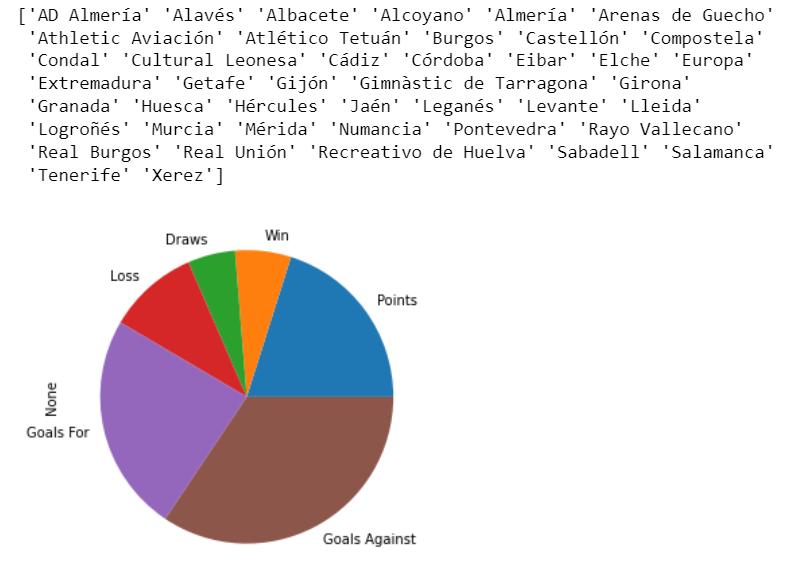 ['AD Almería' 'Alavés' 'Albacete' 'Alcoyano' 'Almería' 'Arenas de Guecho'
'Athletic Aviación' 'Atlético Tetuán' 'Burgos' 'Castellón' 'Compostela'
'Condal' 'Cultural Leonesa' 'Cádiz' 'Córdoba' 'Eibar' 'Elche' 'Europa'
'Extremadura' 'Getafe' 'Gijón' 'Gimnàstic de Tarragona' 'Girona'
'Granada' 'Huesca' 'Hércules' 'Jaén' 'Leganés' 'Levante' 'Lleida'
'Logroñés' 'Murcia' 'Mérida' 'Numancia' 'Pontevedra' 'Rayo Vallecano'
'Real Burgos' 'Real Unión' 'Recreativo de Huelva' 'Sabadell' 'Salamanca'
'Tenerife' 'Xerez']
Win
Draws
Loss
Points
None
Goals For
Goals Against